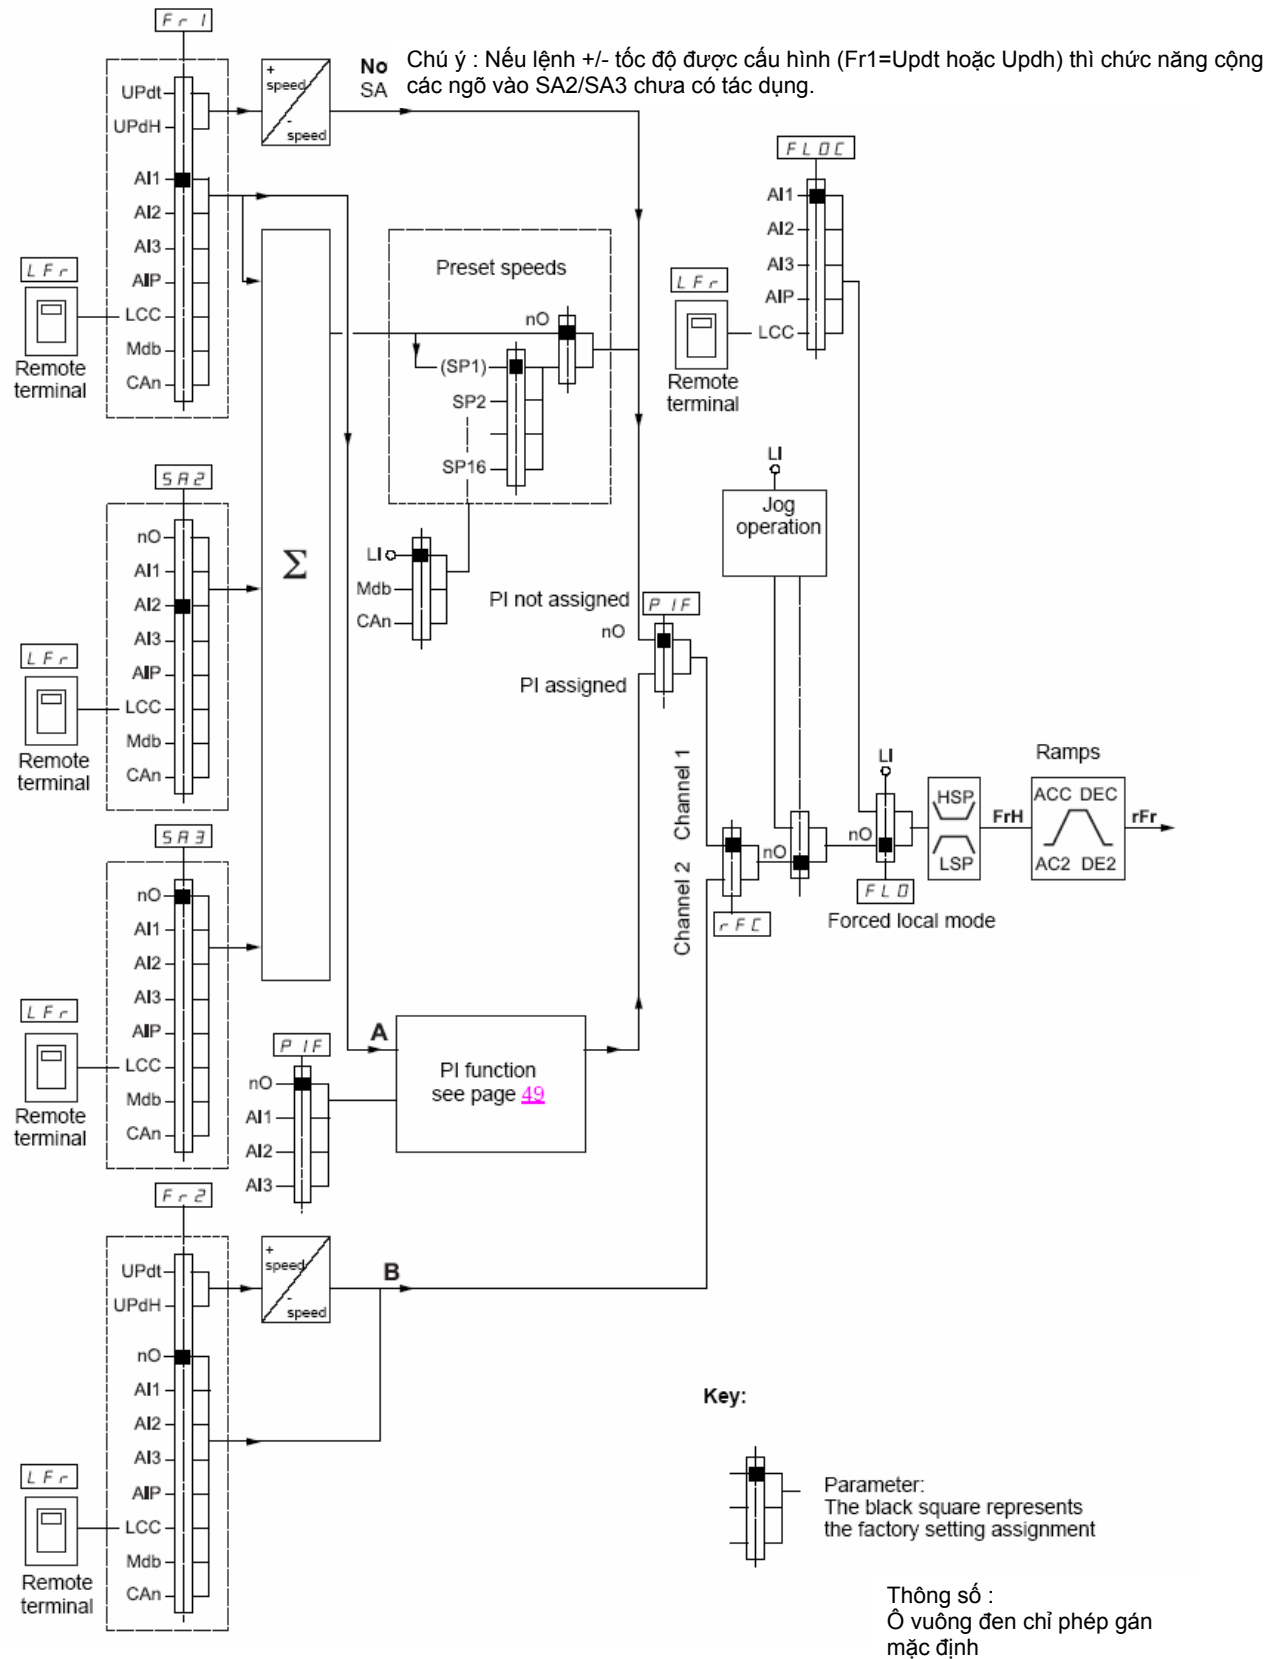 Fr1
No
SA
Chú ý : Nếu lệnh +/- tốc độ được cấu hình (Fr1=Updt hoặc Updh) thì chức năng cộng
các ngõ vào SA2/SA3 chưa có tác dụng.
UPdt
UPdH
+
speed
-
speed
AI1
AI2
AI3
AIP
LCC
Mdb
CAn
LFr
Remote
terminal
Preset speeds
nO
(SP1)
SP2
SP16
LI
Mdb
CAn
FLOC
AI1
AI2
AI3
AIP
LCC
LFr
Remote
terminal
LI
Jog
operation
SA2
nO
AI1
AI2
AI3
AIP
LCC
Mdb
CAn
LFr
Remote
terminal
Σ
PI not assigned
nO
PIF
PI assigned
Channel 1
Channel 2
nO
rFC
LI
nO
FLO
Forced local mode
HSP
LSP
FrH
Ramps
ACC DEC
AC2 DE2
rFr
SA3
nO
AI1
AI2
AI3
AIP
LCC
Mdb
CAn
LFr
Remote
terminal
A
PIF
nO
AI1
AI2
AI3
PI function
see page 49
Fr2
UPdt
UPdH
+
speed
-
speed
B
nO
AI1
AI2
AI3
AIP
LCC
Mdb
CAn
LFr
Remote
terminal
Key:
Parameter:
The black square represents
the factory setting assignment
Thông số :
Ô vuông đen chỉ phép gán
mặc định